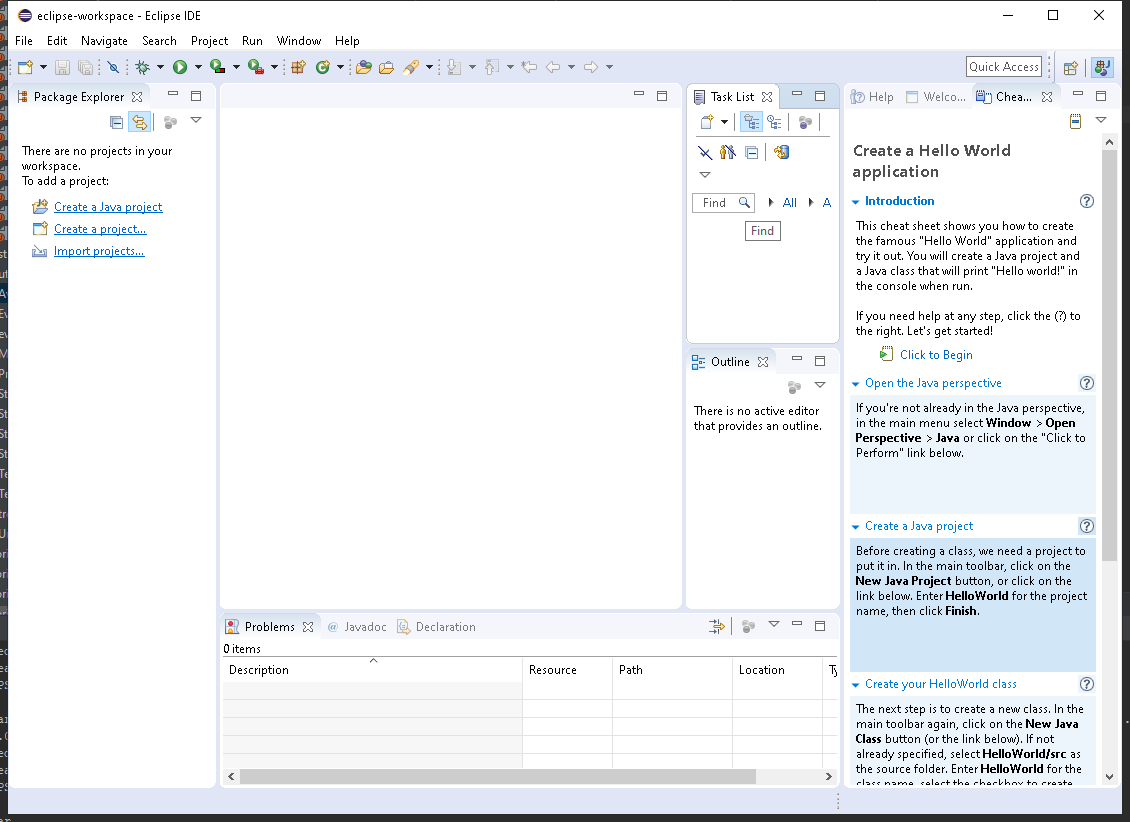 eclipse-workspace - Eclipse IDE
File Edit Navigate Search Project Run Window Help
Quick Access
Package Explorer
There are no projects in your
workspace.
To add a project:
Create a Java project
Create a project...
Import projects...
Task List
Find All A
Find
Outline
There is no active editor
that provides an outline.
Help Welco... Chea...
Create a Hello World
application
Introduction
This cheat sheet shows you how to create
the famous "Hello World" application and
try it out. You will create a Java project and
a Java class that will print "Hello world!" in
the console when run.
If you need help at any step, click the (?) to
the right. Let's get started!
Click to Begin
Open the Java perspective
If you're not already in the Java perspective,
in the main menu select Window > Open
Perspective > Java or click on the "Click to
Perform" link below.
Create a Java project
Before creating a class, we need a project to
put it in. In the main toolbar, click on the
New Java Project button, or click on the
link below. Enter HelloWorld for the project
name, then click Finish.
Create your HelloWorld class
The next step is to create a new class. In the
main toolbar again, click on the New Java
Class button (or the link below). If not
already specified, select HelloWorld/src as
the source folder. Enter HelloWorld for the
class name, select the checkbox to create
Problems @ Javadoc Declaration
0 items
Description Resource Path Location Ty